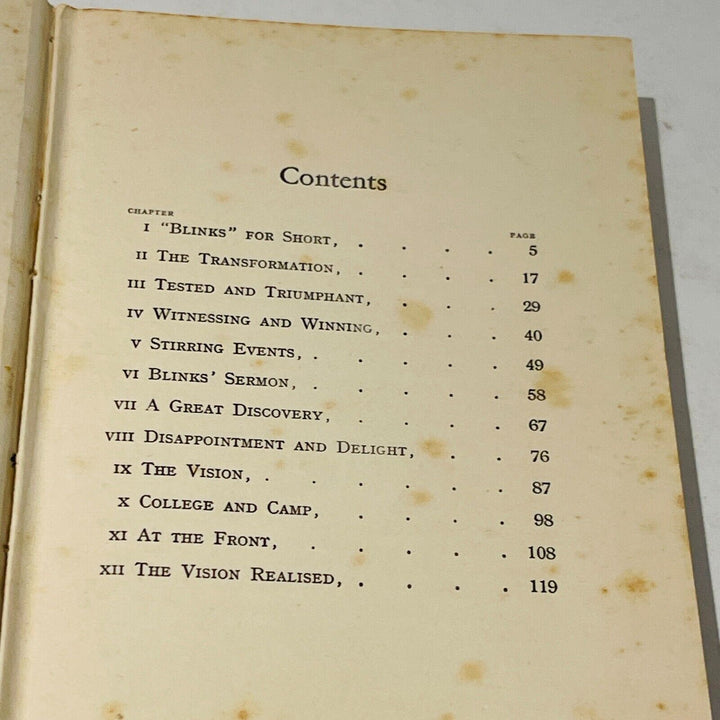 Contents
CHAPTER PAGE
I "BLINKS" FOR SHORT, . . . . 5
II THE TRANSFORMATION, . . . . 17
III TESTED AND TRIUMPHANT, . . . 29
IV WITNESSING AND WINNING, . . . 40
V STIRRING EVENTS, . . . . . 49
VI BLINKS' SERMON, . . . . . 58
VII A GREAT DISCOVERY, . . . . 67
VIII DISAPPOINTMENT AND DELIGHT, . . 76
IX THE VISION, . . . . . . 87
X COLLEGE AND CAMP, . . . . 98
XI AT THE FRONT, . . . . . 108
XII THE VISION REALISED, . . . . 119